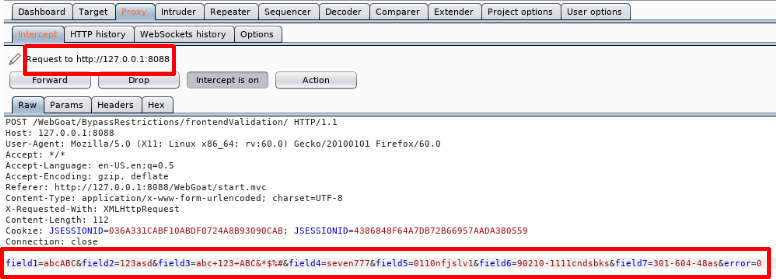 Dashboard Target Proxy Intruder Repeater Sequencer Decoder Comparer Extender Project options User options
Intercept HTTP history WebSockets history Options
Request to http://127.0.0.1:8088
Forward Drop Intercept is on Action
Raw Params Headers Hex
POST /WebGoat/BypassRestrictions/frontendValidation/ HTTP/1.1
Host: 127.0.0.1:8088
User-Agent: Mozilla/5.0 (X11; Linux x86_64; rv:60.0) Gecko/20100101 Firefox/60.0
Accept: */*
Accept-Language: en-US,en;q=0.5
Accept-Encoding: gzip, deflate
Referer: http://127.0.0.1:8088/WebGoat/start.mvc
Content-Type: application/x-www-form-urlencoded; charset=UTF-8
X-Requested-With: XMLHttpRequest
Content-Length: 112
Cookie: JSESSIONID=036A331CABF10ABDF0724A8B93090CAB; JSESSIONID=4386848F64A7DB72B66957AADA380559
Connection: close
field1=abcABC&field2=123asd&field3=abc+123+ABC&*$%#&field4=seven777&field5=0110nfjslv1&field6=90210-1111cndsbks&field7=301-604-48as&error=0